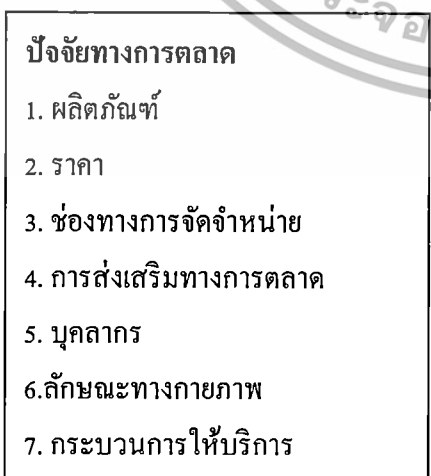 ปัจจัยทางการตลาด
1. ผลิตภัณฑ์
2. ราคา
3. ช่องทางการจัดจำหน่าย
4. การส่งเสริมทางการตลาด
5. บุคลากร
6.ลักษณะทางกายภาพ
7. กระบวนการให้บริการ